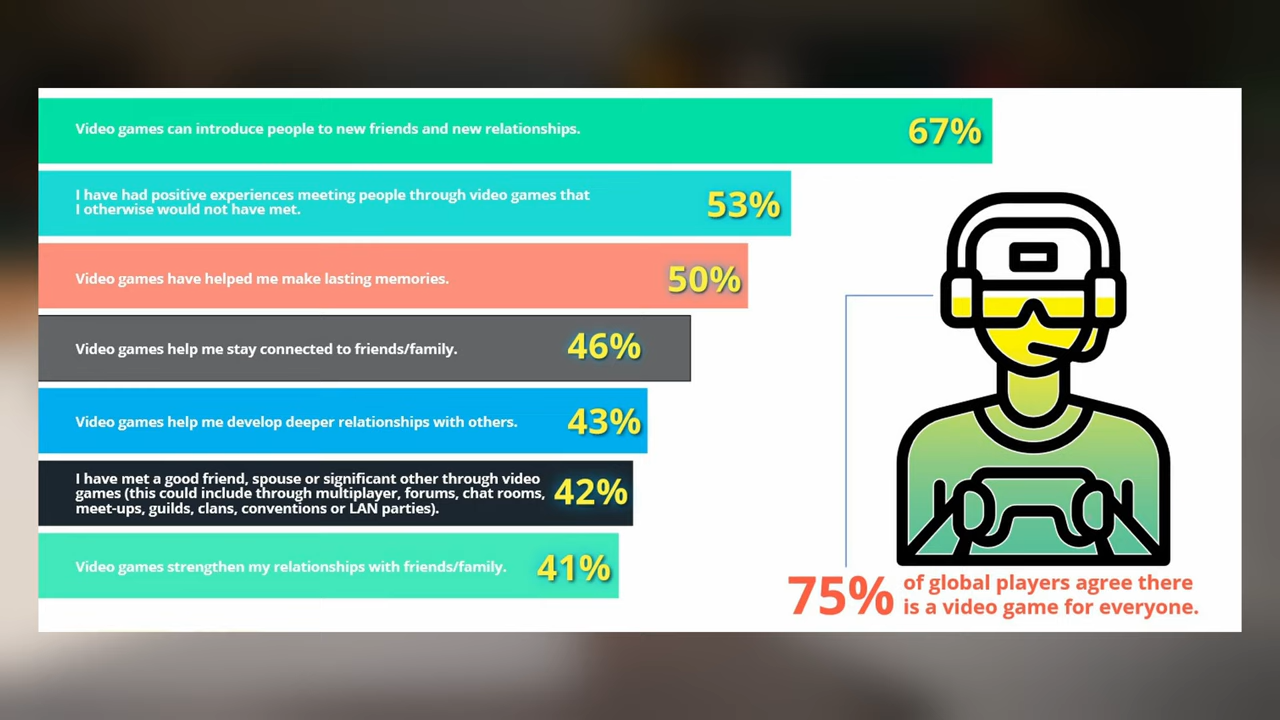 Video games can introduce people to new friends and new relationships.
67%
I have had positive experiences meeting people through video games that
I otherwise would not have met.
53%
Video games have helped me make lasting memories.
50%
Video games help me stay connected to friends/family.
46%
Video games help me develop deeper relationships with others.
43%
I have met a good friend, spouse or significant other through video
games (this could include through multiplayer, forums, chat rooms,
meet-ups, guilds, clans, conventions or LAN parties).
42%
Video games strengthen my relationships with friends/family.
41%
75%
of global players agree there
is a video game for everyone.